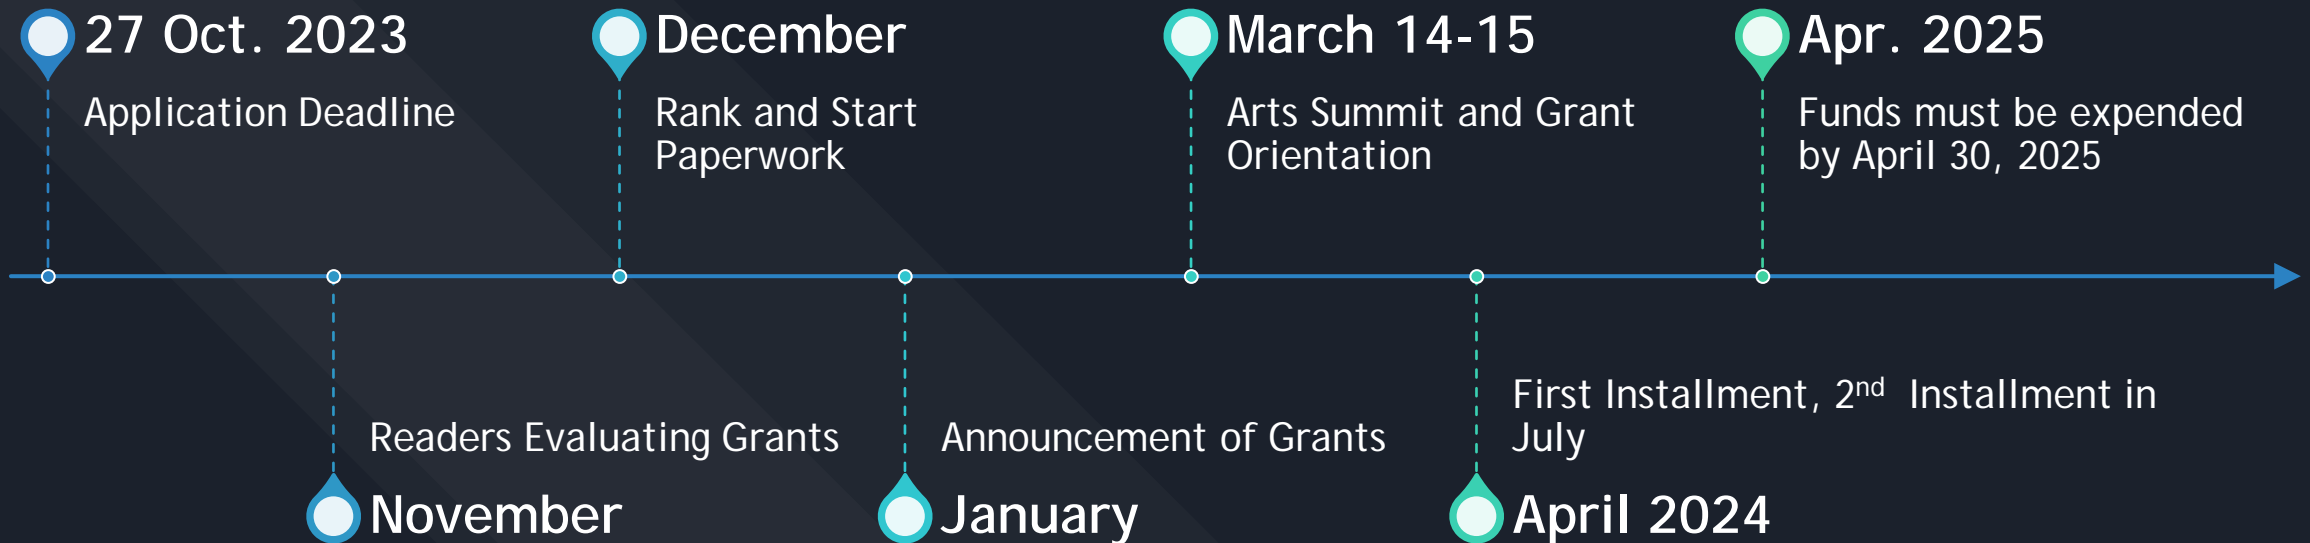 27 Oct. 2023
Application Deadline
Readers Evaluating Grants
November
December
Rank and Start
Paperwork
Announcement of Grants
January
March 14-15
Arts Summit and Grant
Orientation
First Installment, 2nd Installment in
July
April 2024
Apr. 2025
Funds must be expended
by April 30, 2025